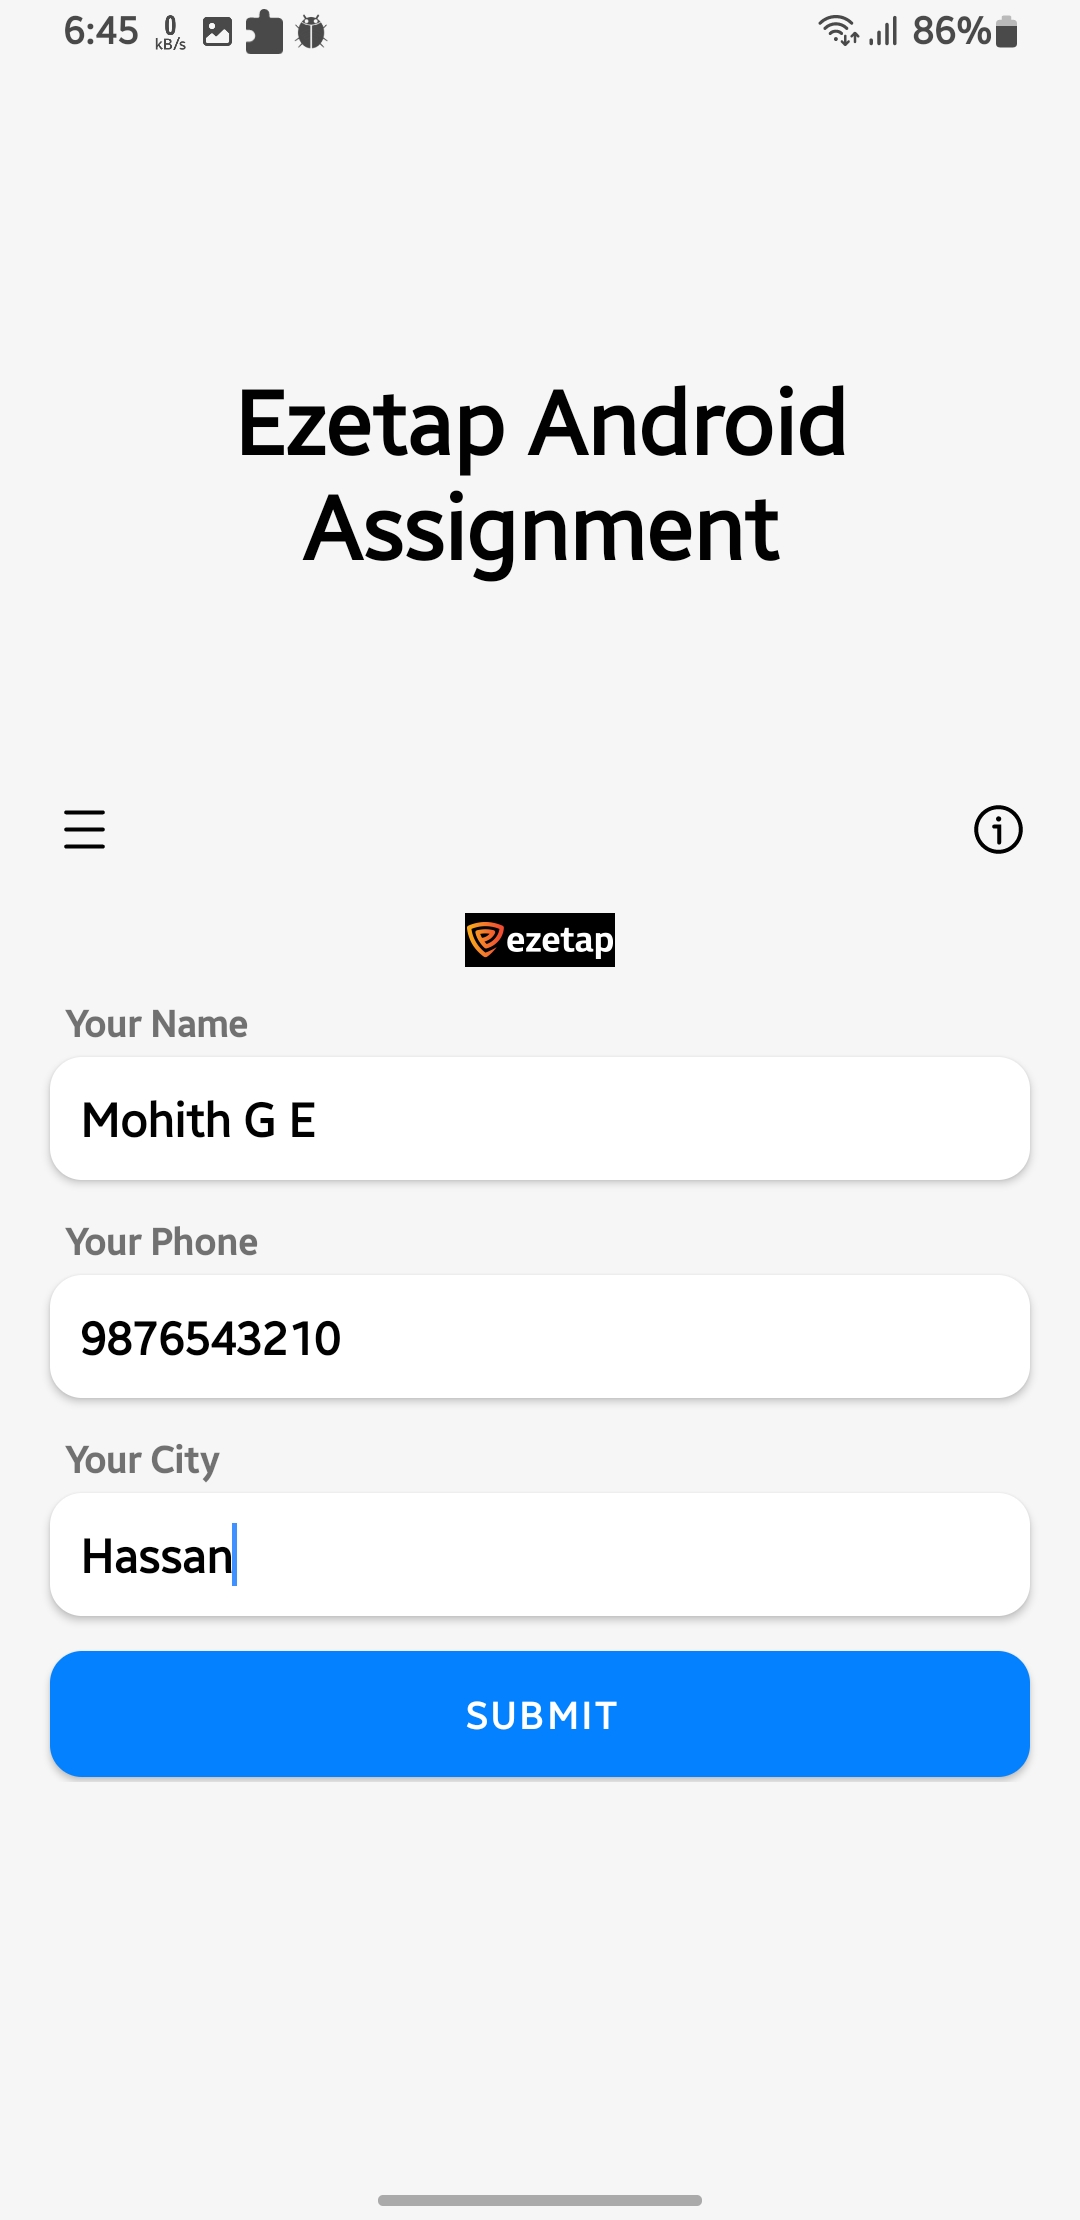 6:45 0 kB/s 86%
Ezetap Android
Assignment
ezetap
Your Name
Mohith G E
Your Phone
9876543210
Your City
Hassan
SUBMIT